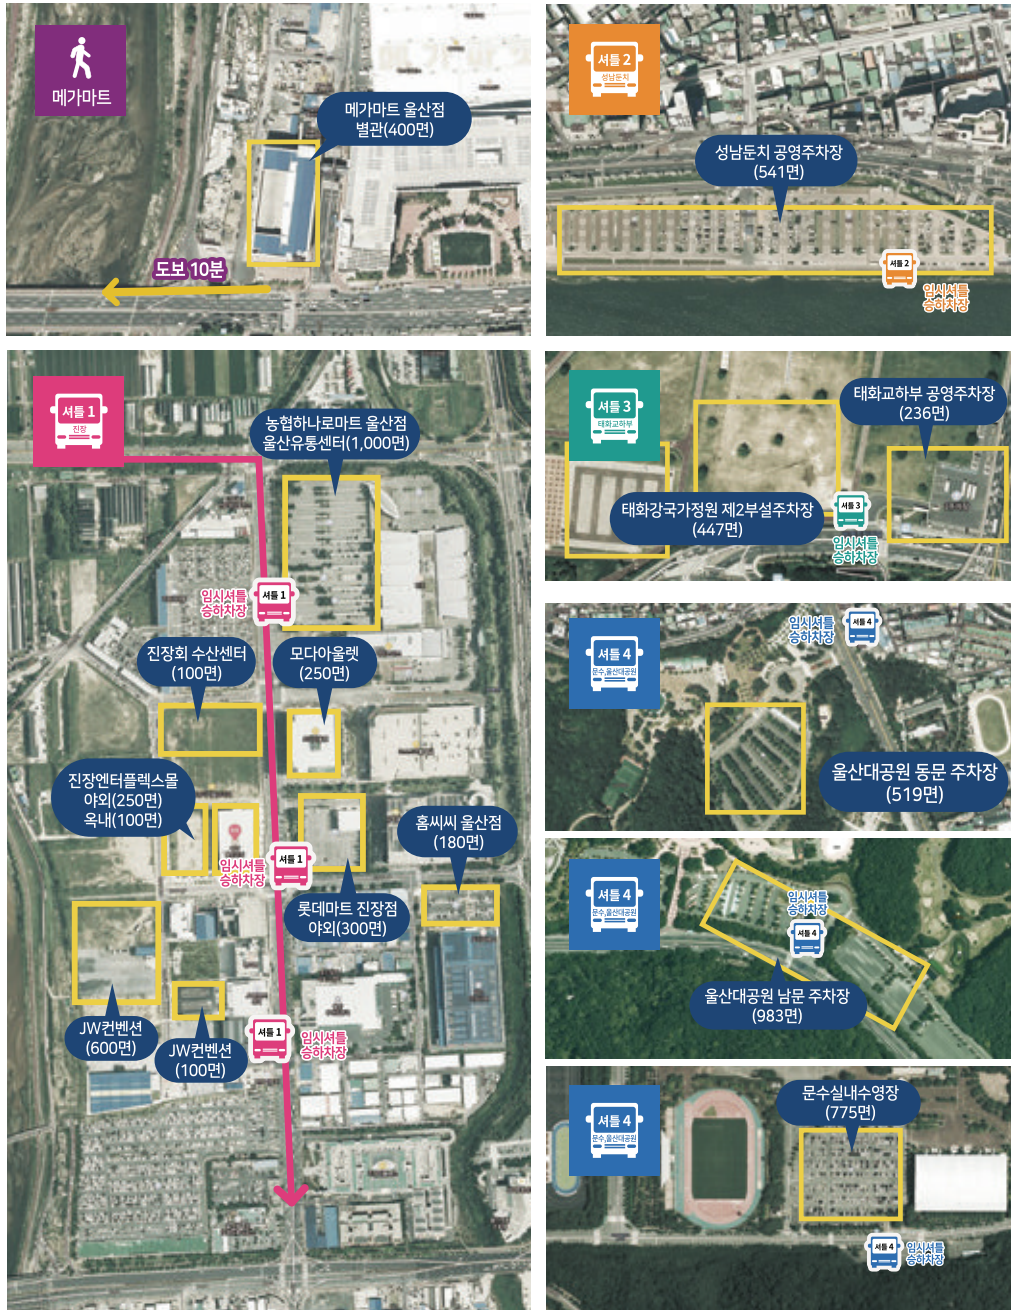 메가마트
메가마트 울산점
별관(400면)
도보 10분
셔틀 2
성남둔치
성남둔치 공영주차장
(541면)
셔틀 2
임시셔틀
승하차장
셔틀 1
진장
농협하나로마트 울산점
울산유통센터(1,000면)
임시셔틀
승하차장
셔틀 1
진장회 수산센터
(100면)
모다아울렛
(250면)
진장엔터플렉스몰
야외(250면)
옥내(100면)
임시셔틀
승하차장
셔틀 1
홈씨씨 울산점
(180면)
롯데마트 진장점
야외(300면)
JW컨벤션
(600면)
JW컨벤션
(100면)
셔틀 1
임시셔틀
승하차장
셔틀 3
태화교하부
태화교하부 공영주차장
(236면)
태화강국가정원 제2부설주차장
(447면)
셔틀 3
임시셔틀
승하차장
셔틀 4
문수,울산대공원
임시셔틀
승하차장
셔틀 4
울산대공원 동문 주차장
(519면)
셔틀 4
문수,울산대공원
임시셔틀
승하차장
셔틀 4
울산대공원 남문 주차장
(983면)
셔틀 4
문수,울산대공원
문수실내수영장
(775면)
셔틀 4
임시셔틀
승하차장